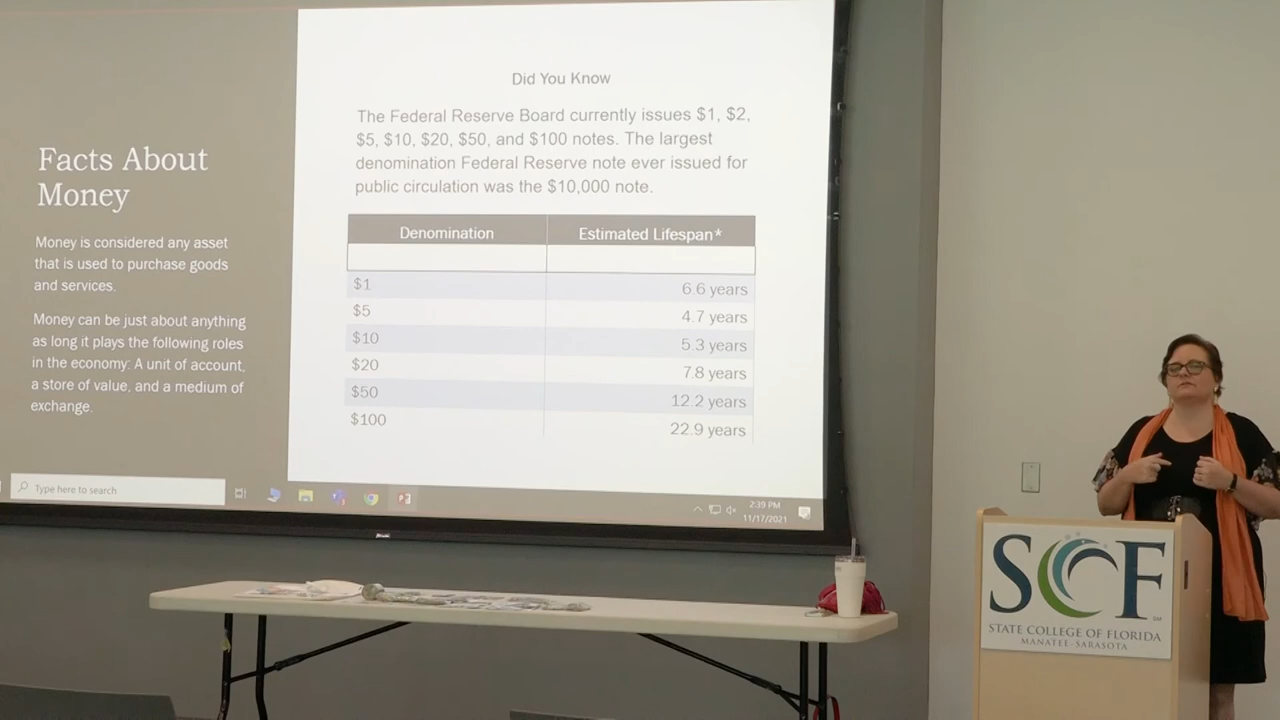 Facts About
Money
Money is considered any asset
that is used to purchase goods
and services.
Money can be just about anything
as long it plays the following roles
in the economy: A unit of account,
a store of value, and a medium of
exchange.
Did You Know
The Federal Reserve Board currently issues $1, $2,
$5, $10, $20, $50, and $100 notes. The largest
denomination Federal Reserve note ever issued for
public circulation was the $10,000 note.
Denomination Estimated Lifespan*
$1 6.6 years
$5 4.7 years
$10 5.3 years
$20 7.8 years
$50 12.2 years
$100 22.9 years
Type here to search
2:39 PM
11/17/2021
SCF
SM
STATE COLLEGE OF FLORIDA
MANATEE-SARASOTA